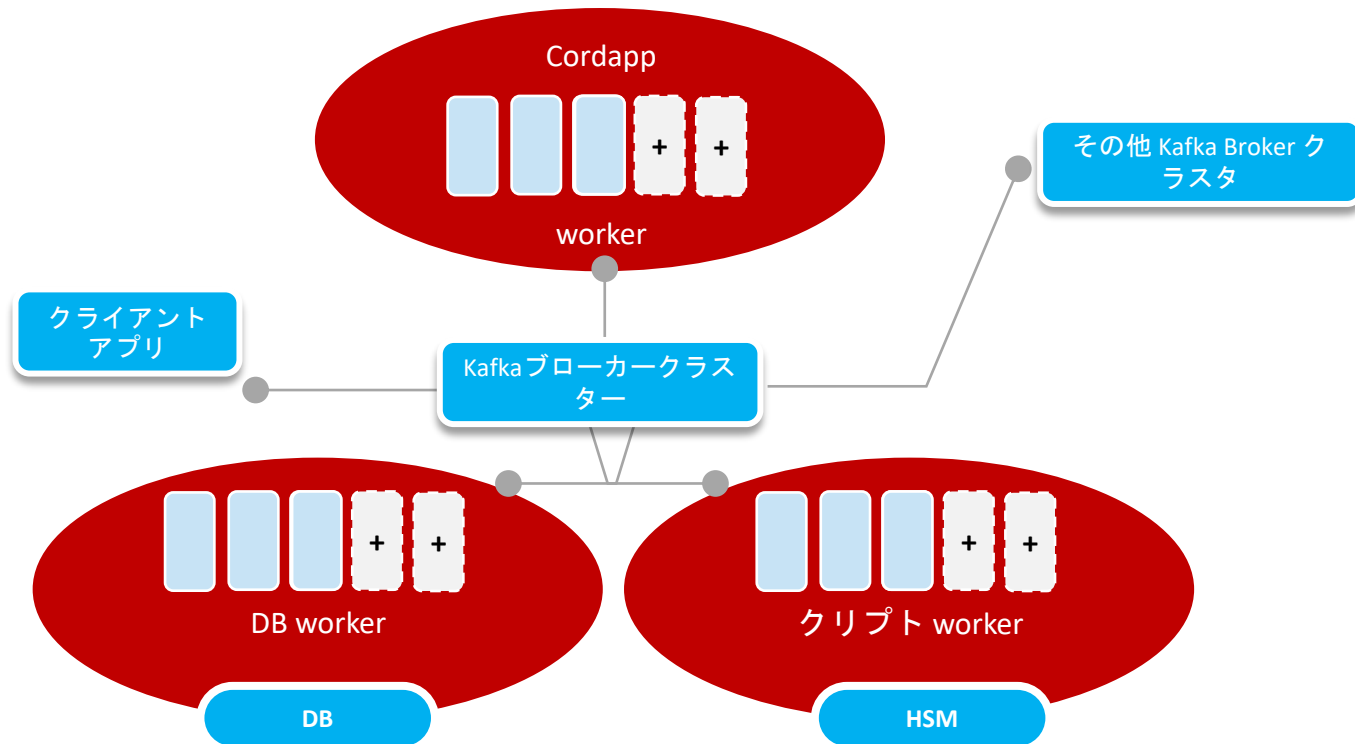 Cordapp
+ +
worker
その他 Kafka Broker ク
ラスタ
クライアント
アプリ
Kafkaブローカークラス
ター
+ +
DB worker
DB
+ +
クリプト worker
HSM